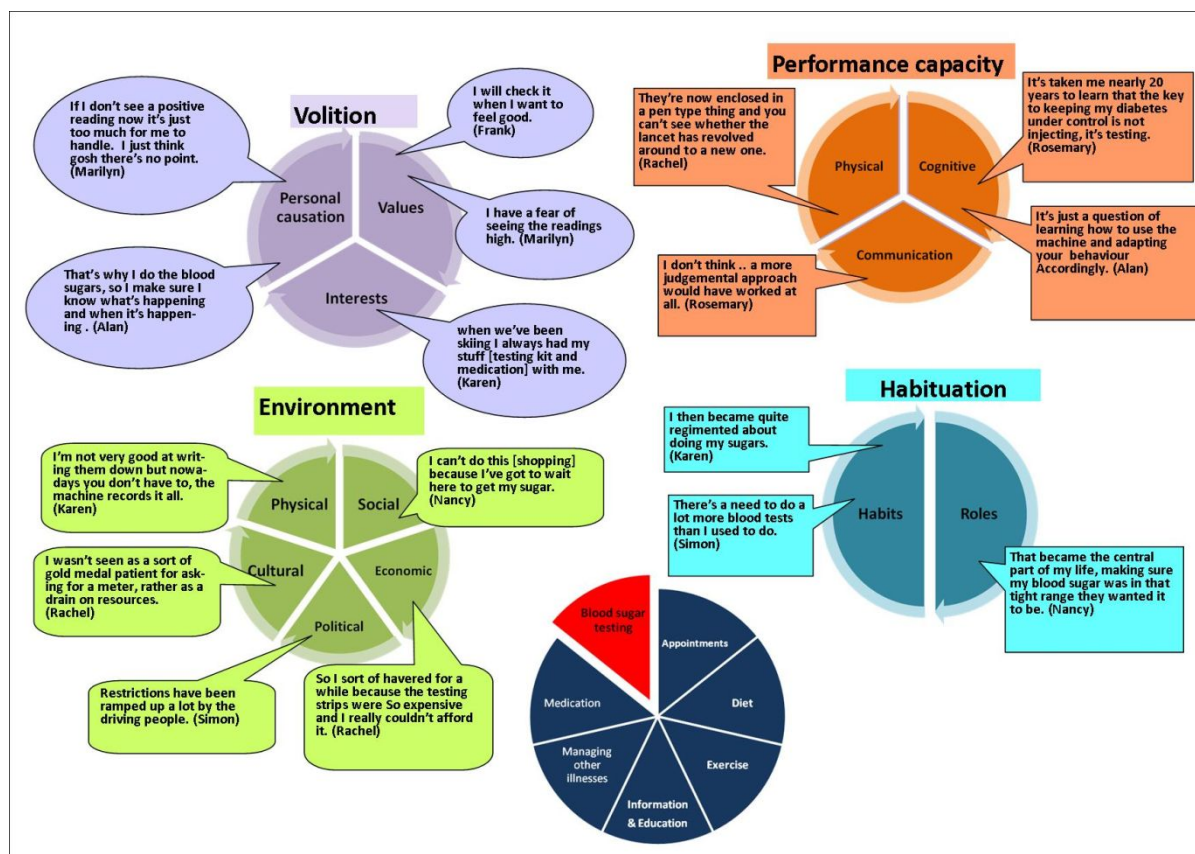 Volition
If I don't see a positive
reading now it's just
too much for me to
handle.  I just think
gosh there's no point.
(Marilyn)
I will check it
when I want to
feel good.
(Frank)
Personal
causation
Values
I have a fear of
seeing the readings
high. (Marilyn)
That's why I do the blood
sugars, so I make sure I
know what's happening
and when it's happen-
ing . (Alan)
Interests
when we've been
skiing I always had my
stuff [testing kit and
medication] with me.
(Karen)
Performance capacity
They're now enclosed in
a pen type thing and you
can't see whether the
lancet has revolved
around to a new one.
(Rachel)
It's taken me nearly 20
years to learn that the key
to keeping my diabetes
under control is not
injecting, it's testing.
(Rosemary)
Physical
Cognitive
Communication
I don't think .. a more
judgemental approach
would have worked at
all. (Rosemary)
It's just a question of
learning how to use the
machine and adapting
your behaviour
Accordingly. (Alan)
Environment
I'm not very good at writ-
ing them down but nowa-
days you don't have to, the
machine records it all.
(Karen)
I can't do this [shopping]
because I've got to wait
here to get my sugar.
(Nancy)
Physical
Social
Cultural
Economic
Political
I wasn't seen as a sort of
gold medal patient for ask-
ing for a meter, rather as a
drain on resources.
(Rachel)
Restrictions have been
ramped up a lot by the
driving people. (Simon)
So I sort of havered for a
while because the testing
strips were So expensive
and I really couldn't afford
it. (Rachel)
Habituation
I then became quite
regimented about
doing my sugars.
(Karen)
There's a need to do a
lot more blood tests
than I used to do.
(Simon)
Habits
Roles
That became the central
part of my life, making sure
my blood sugar was in that
tight range they wanted it
to be. (Nancy)
Blood sugar
testing
Appointments
Medication
Diet
Managing
other
illnesses
Exercise
Information
& Education